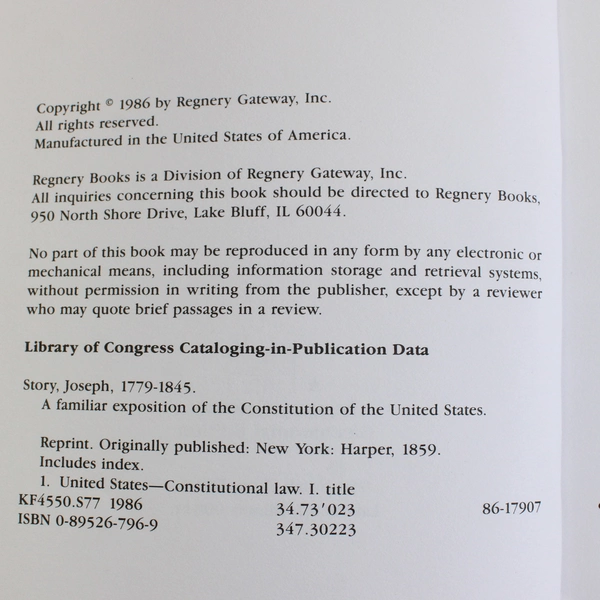 Copyright © 1986 by Regnery Gateway, Inc.
All rights reserved.
Manufactured in the United States of America.
Regnery Books is a Division of Regnery Gateway, Inc.
All inquiries concerning this book should be directed to Regnery Books,
950 North Shore Drive, Lake Bluff, IL 60044.
No part of this book may be reproduced in any form by any electronic or
mechanical means, including information storage and retrieval systems,
without permission in writing from the publisher, except by a reviewer
who may quote brief passages in a review.
Library of Congress Cataloging-in-Publication Data
Story, Joseph, 1779-1845.
A familiar exposition of the Constitution of the United States.
Reprint. Originally published: New York: Harper, 1859.
Includes index.
1. United States—Constitutional law. I. title
KF4550.S77 1986 34.73′023 86-17907
ISBN 0-89526-796-9 347.30223